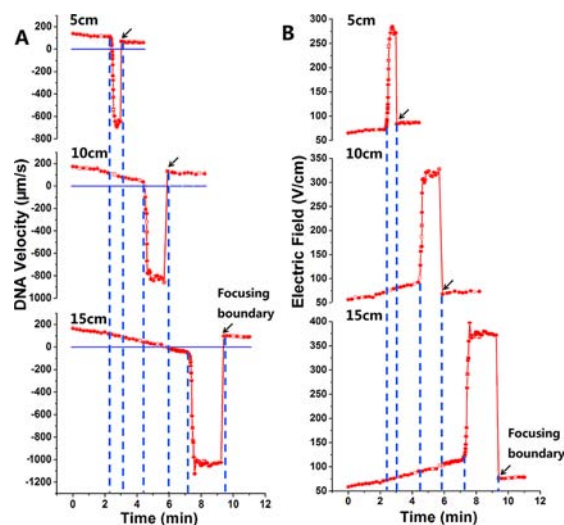 A
5cm
200
0
-200
-400
-600
-800
10cm
200
0
-200
-400
-600
-800
1000
15cm
200
0
-200
-400
-600
-800
-1000
-1200
DNA Velocity (µm/s)
Focusing
boundary
0 2 4 6 8 10 12
Time (min)
B
5cm
300
250
200
150
100
50
10cm
350
300
250
200
150
100
50
15cm
400
350
300
250
200
150
100
50
Electric Field (V/cm)
Focusing
boundary
0 2 4 6 8 10 12
Time (min)